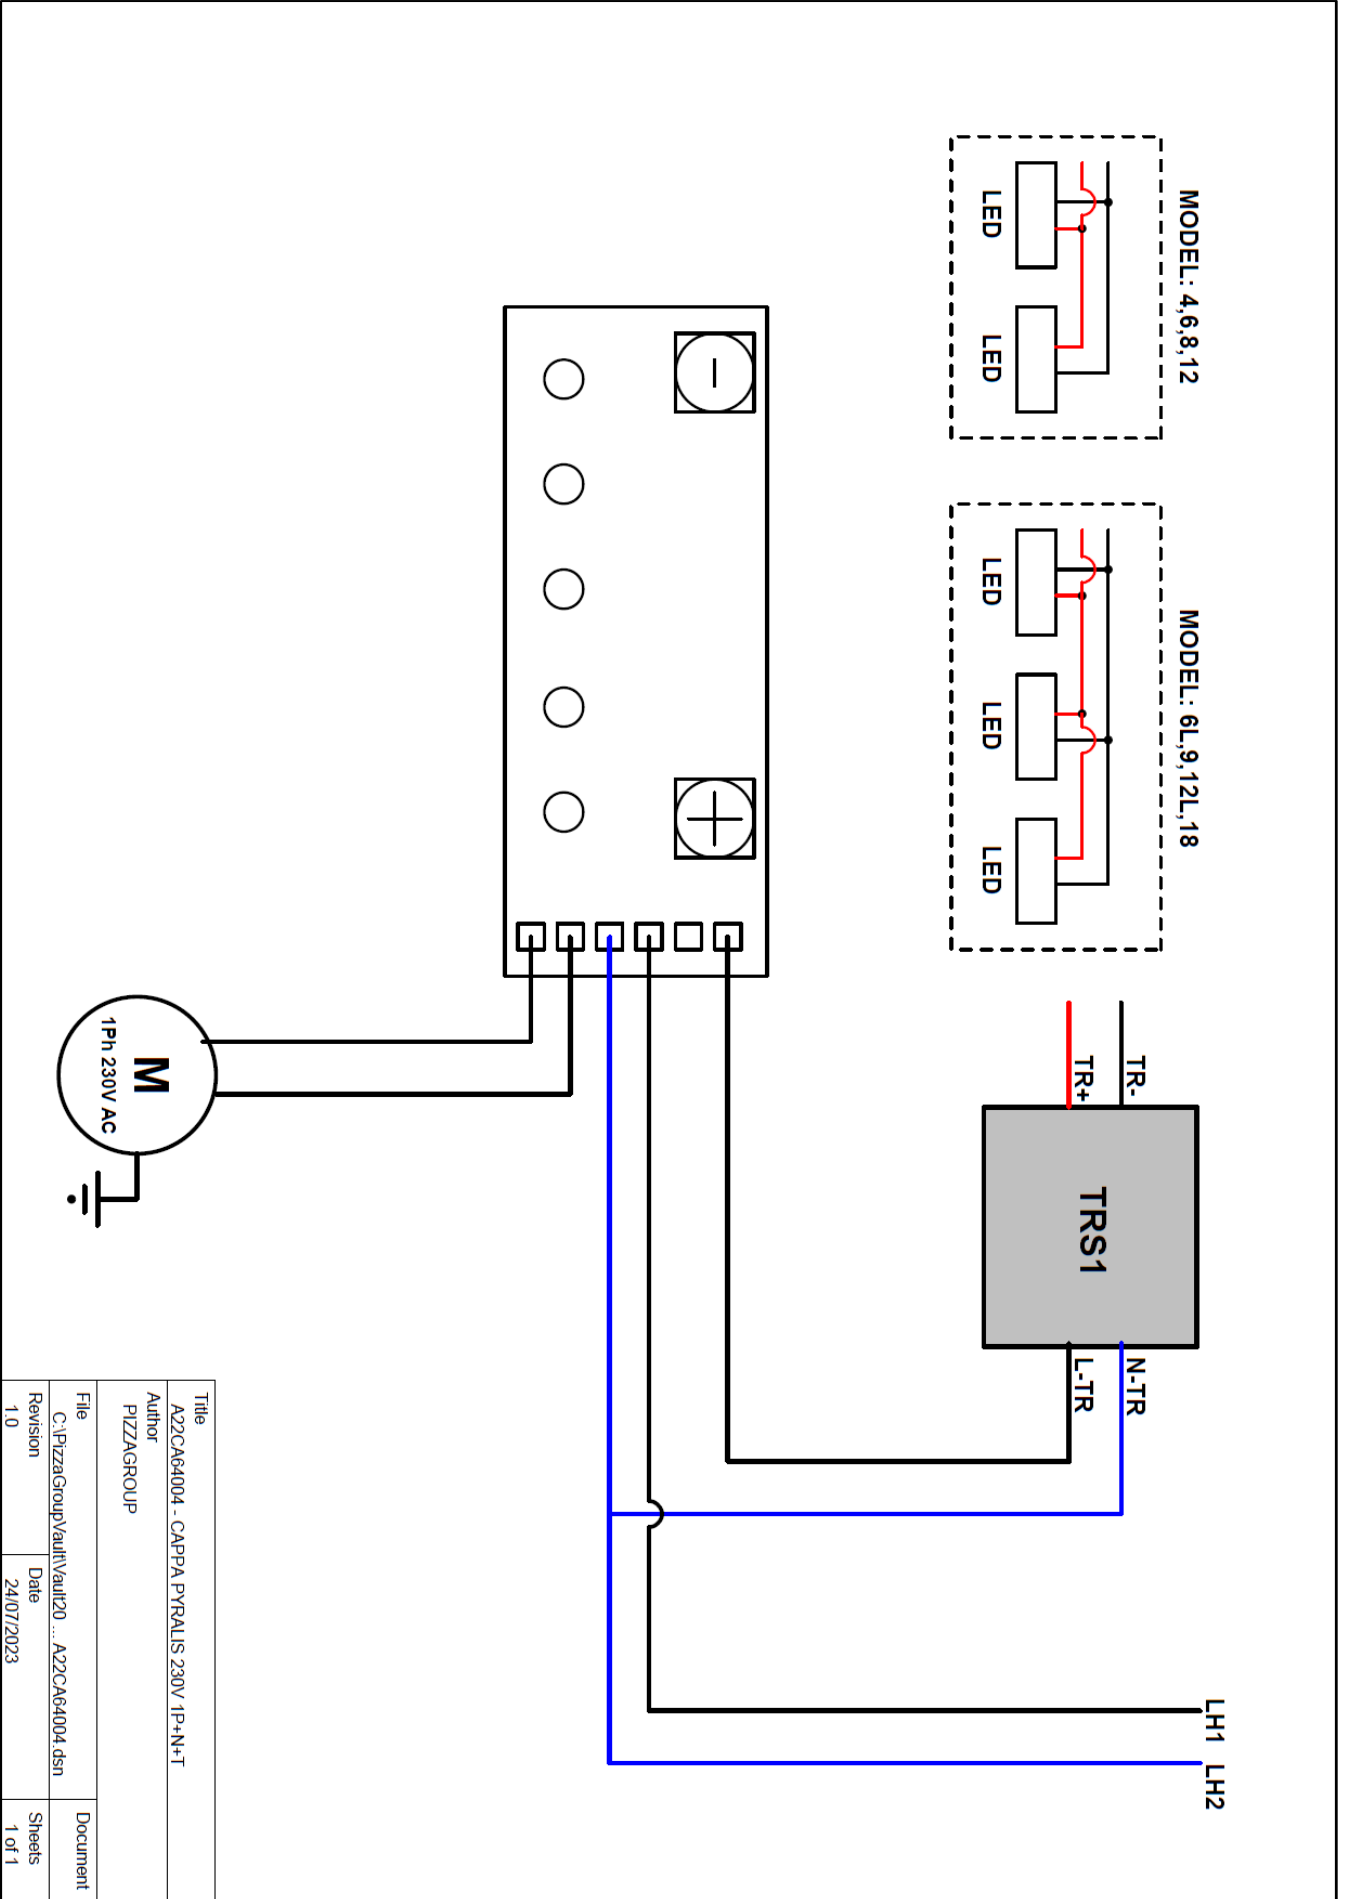 LH1 LH2
MODEL: 4,6,8,12
MODEL: 6L,9,12L,18
TR-
TR+
TRS1
N-TR
L-TR
LED
LED
LED
LED
LED
-
+
M
1Ph 230V AC
Title
A22CA64004 - CAPPA PYRALIS 230V 1P+N+T
Author
PIZZAGROUP
File
C:\PizzaGroupVault\Vault20 ... A22CA64004.dsn
Document
Revision
1.0
Date
24/07/2023
Sheets
1 of 1